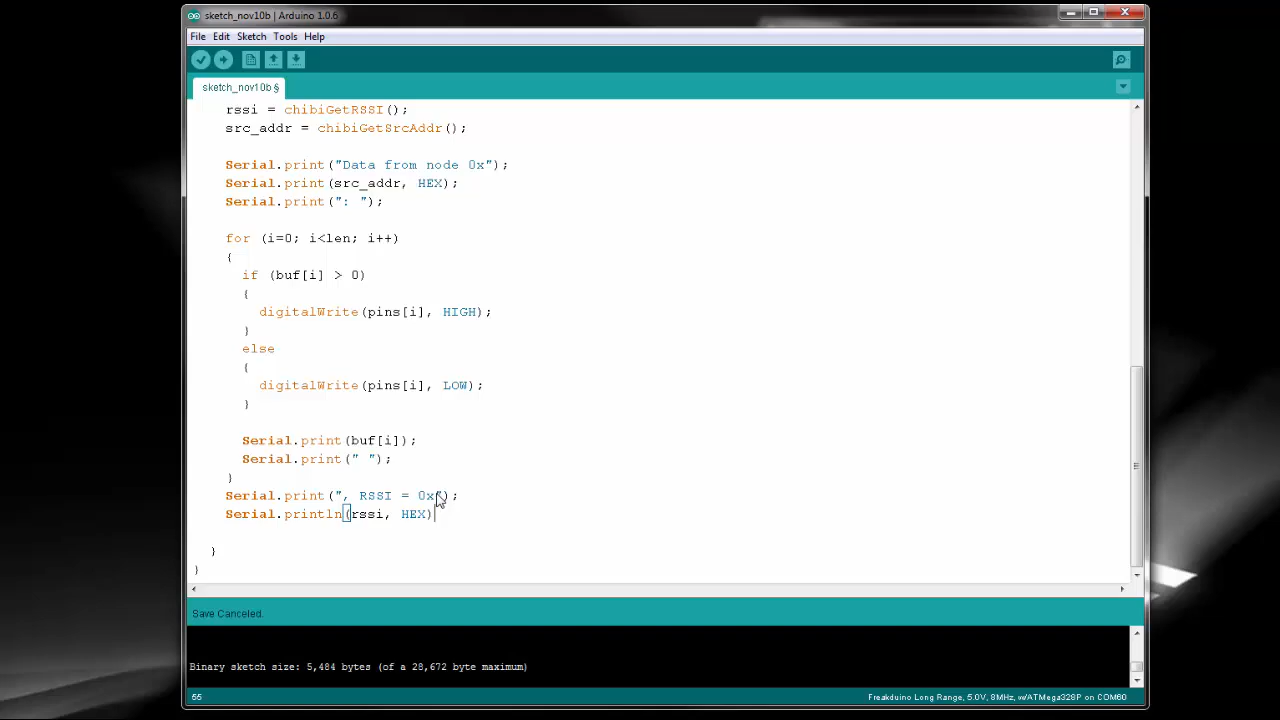 sketch_nov10b | Arduino 1.0.6
File Edit Sketch Tools Help
sketch_nov10b §
rssi = chibiGetRSSI();
src_addr = chibiGetSrcAddr();
Serial.print("Data from node 0x");
Serial.print(src_addr, HEX);
Serial.print(": ");
for (i=0; i<len; i++)
{
if (buf[i] > 0)
{
digitalWrite(pins[i], HIGH);
}
else
{
digitalWrite(pins[i], LOW);
}
Serial.print(buf[i]);
Serial.print(" ");
}
Serial.print(", RSSI = 0x");
Serial.println(rssi, HEX)
}
}
Save Canceled.
Binary sketch size: 5,484 bytes (of a 28,672 byte maximum)
55 Freakduino Long Range, 5.0V, 8MHz, w/ATMega328P on COM60